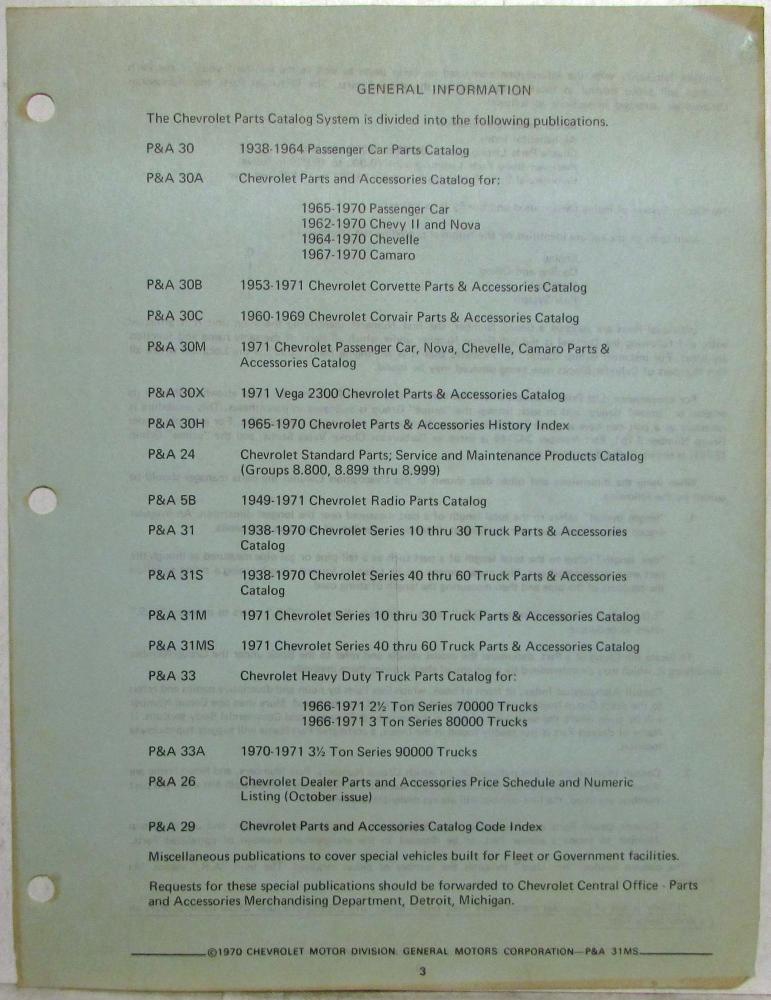 GENERAL INFORMATION
The Chevrolet Parts Catalog System is divided into the following publications.
P&A 30 1938-1964 Passenger Car Parts Catalog
P&A 30A Chevrolet Parts and Accessories Catalog for:
1965-1970 Passenger Car
1962-1970 Chevy II and Nova
1964-1970 Chevelle
1967-1970 Camaro
P&A 30B 1953-1971 Chevrolet Corvette Parts & Accessories Catalog
P&A 30C 1960-1969 Chevrolet Corvair Parts & Accessories Catalog
P&A 30M 1971 Chevrolet Passenger Car, Nova, Chevelle, Camaro Parts &
Accessories Catalog
P&A 30X 1971 Vega 2300 Chevrolet Parts & Accessories Catalog
P&A 30H 1965-1970 Chevrolet Parts & Accessories History Index
P&A 24 Chevrolet Standard Parts; Service and Maintenance Products Catalog
(Groups 8.800, 8.899 thru 8.999)
P&A 5B 1949-1971 Chevrolet Radio Parts Catalog
P&A 31 1938-1970 Chevrolet Series 10 thru 30 Truck Parts & Accessories
Catalog
P&A 31S 1938-1970 Chevrolet Series 40 thru 60 Truck Parts & Accessories
Catalog
P&A 31M 1971 Chevrolet Series 10 thru 30 Truck Parts & Accessories Catalog
P&A 31MS 1971 Chevrolet Series 40 thru 60 Truck Parts & Accessories Catalog
P&A 33 Chevrolet Heavy Duty Truck Parts Catalog for:
1966-1971 2½ Ton Series 70000 Trucks
1966-1971 3 Ton Series 80000 Trucks
P&A 33A 1970-1971 3½ Ton Series 90000 Trucks
P&A 26 Chevrolet Dealer Parts and Accessories Price Schedule and Numeric
Listing (October issue)
P&A 29 Chevrolet Parts and Accessories Catalog Code Index
Miscellaneous publications to cover special vehicles built for Fleet or Government facilities.
Requests for these special publications should be forwarded to Chevrolet Central Office - Parts
and Accessories Merchandising Department, Detroit, Michigan.
©1970 CHEVROLET MOTOR DIVISION GENERAL MOTORS CORPORATION—P&A 31MS
3